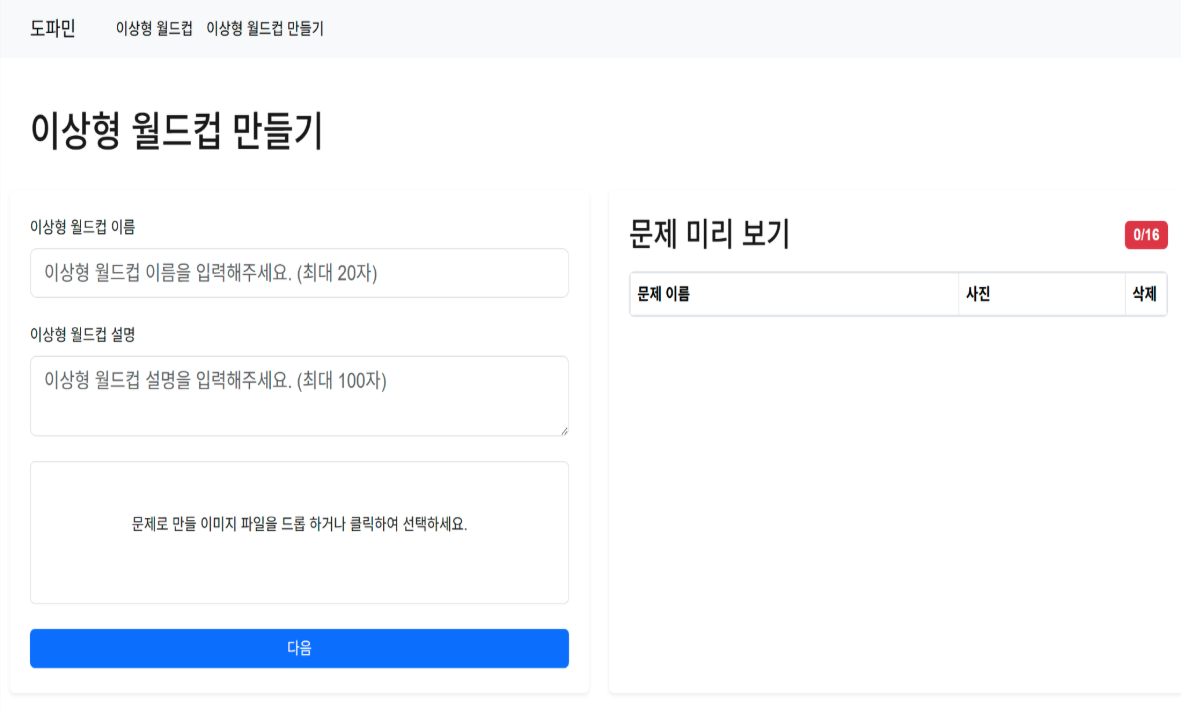 도파민 이상형 월드컵 이상형 월드컵 만들기
이상형 월드컵 만들기
이상형 월드컵 이름
이상형 월드컵 이름을 입력해주세요. (최대 20자)
이상형 월드컵 설명
이상형 월드컵 설명을 입력해주세요. (최대 100자)
문제로 만들 이미지 파일을 드롭 하거나 클릭하여 선택하세요.
다음
문제 미리 보기 0/16
문제 이름 사진 삭제